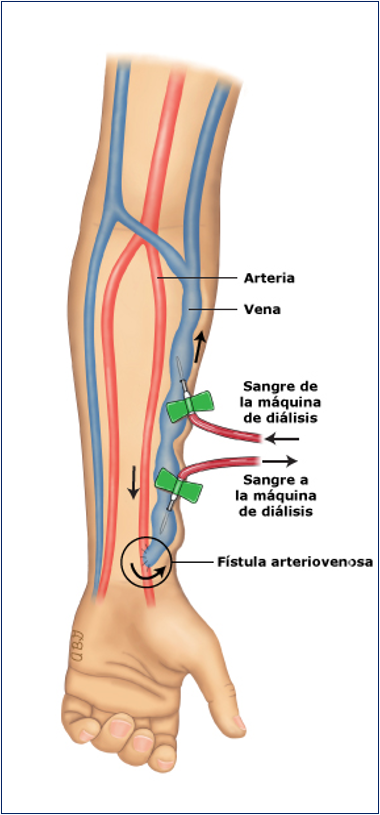 Arteria
Vena
Sangre de
la máquina
de diálisis
Sangre a
la máquina
de diálisis
Fístula arteriovenosa